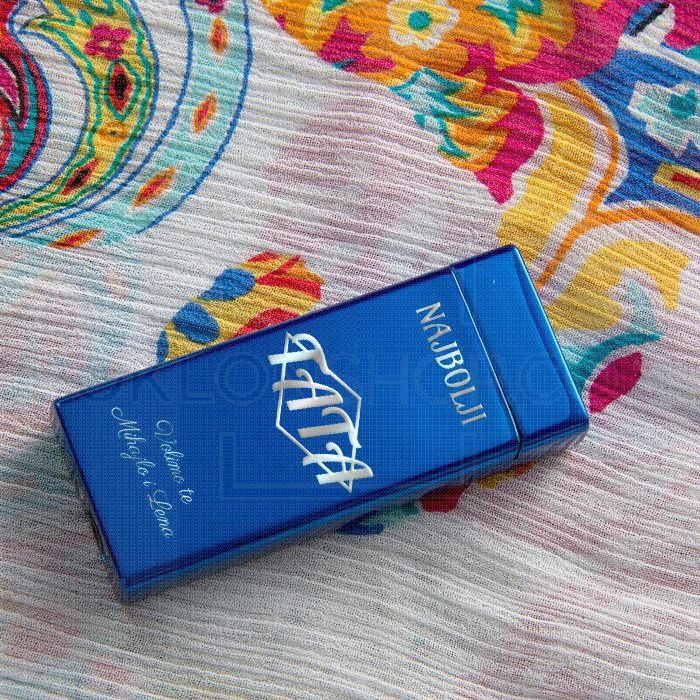 NAJBOLJI
TATA
Volimo te
Mihajlo i Lena